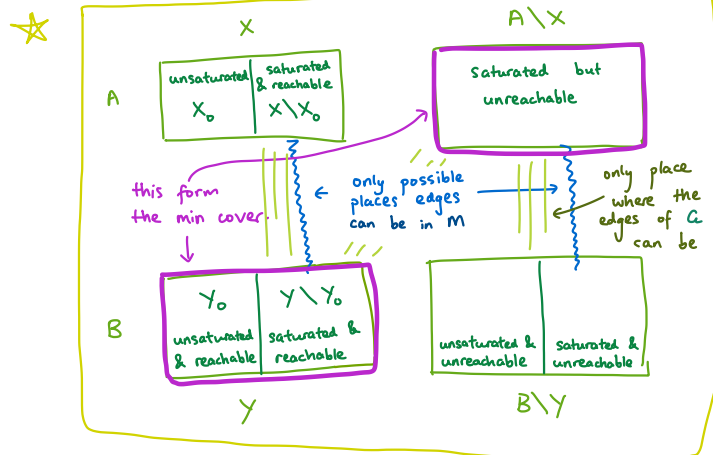 X
A\X
A
unsaturated
X₀
saturated
& reachable
X\X₀
saturated but
unreachable
this form
the min cover.
only possible
places edges
can be in M
only place
where the
edges of G
can be
B
Y₀
unsaturated
& reachable
Y\Y₀
saturated &
reachable
unsaturated &
unreachable
saturated &
unreachable
Y
B\Y